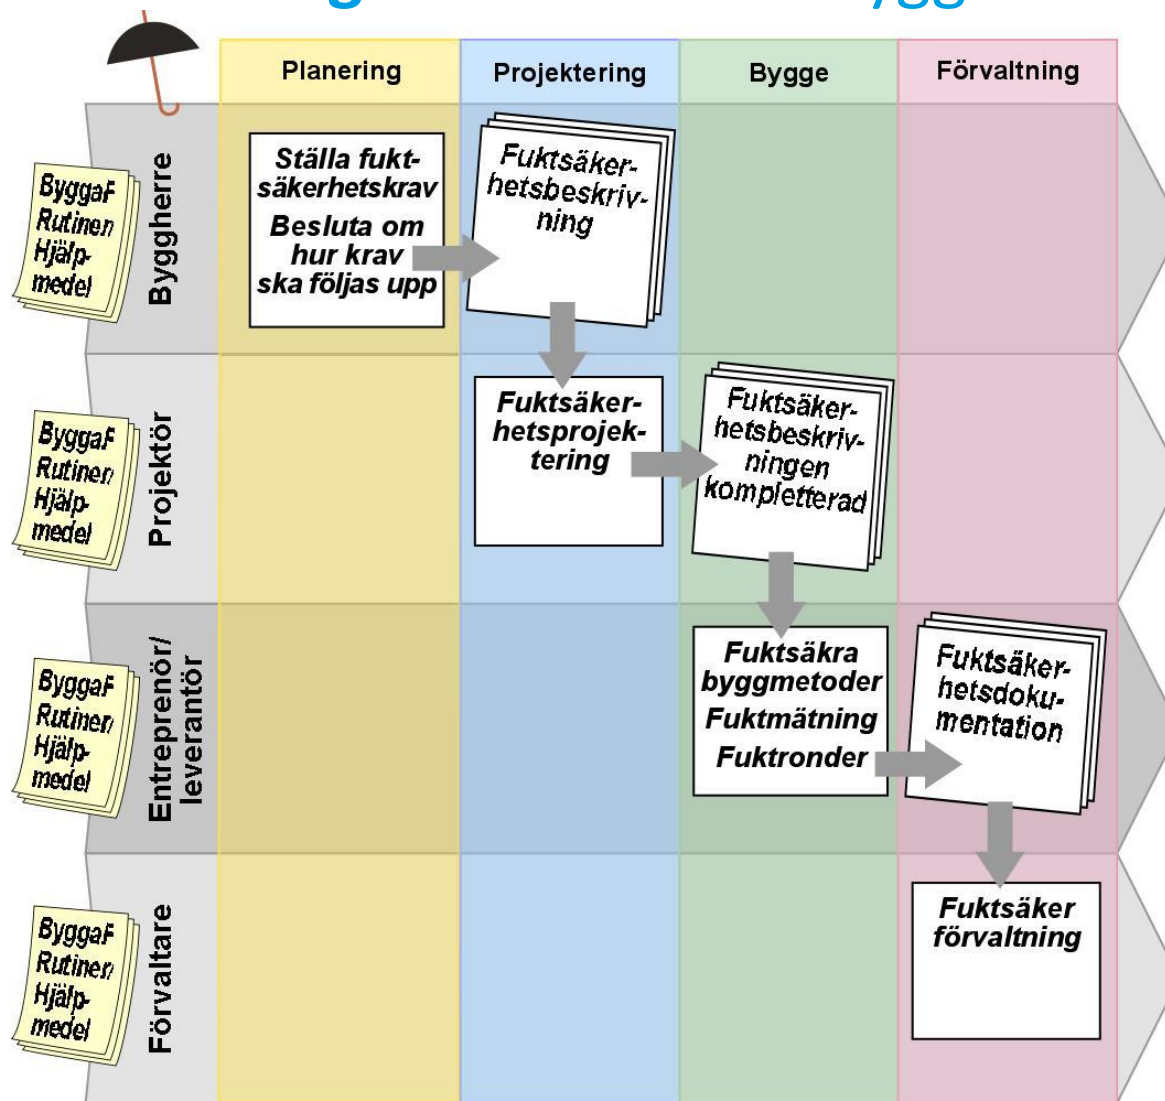 Planering
Projektering
Bygge
Förvaltning
ByggaF
Rutiner/
Hjälp-
medel
Byggherre
Ställa fukt-
säkerhetskrav
Besluta om
hur krav
ska följas upp
Fuktsäker-
hetsbeskriv-
ning
ByggaF
Rutiner/
Hjälp-
medel
Projektör
Fuktsäker-
hetsprojek-
tering
Fuktsäker-
hetsbeskriv-
ningen
kompletterad
ByggaF
Rutiner/
Hjälp-
medel
Entreprenör/
leverantör
Fuktsäkra
byggmetoder
Fuktmätning
Fuktronder
Fuktsäker-
hetsdoku-
mentation
ByggaF
Rutiner/
Hjälp-
medel
Förvaltare
Fuktsäker
förvaltning